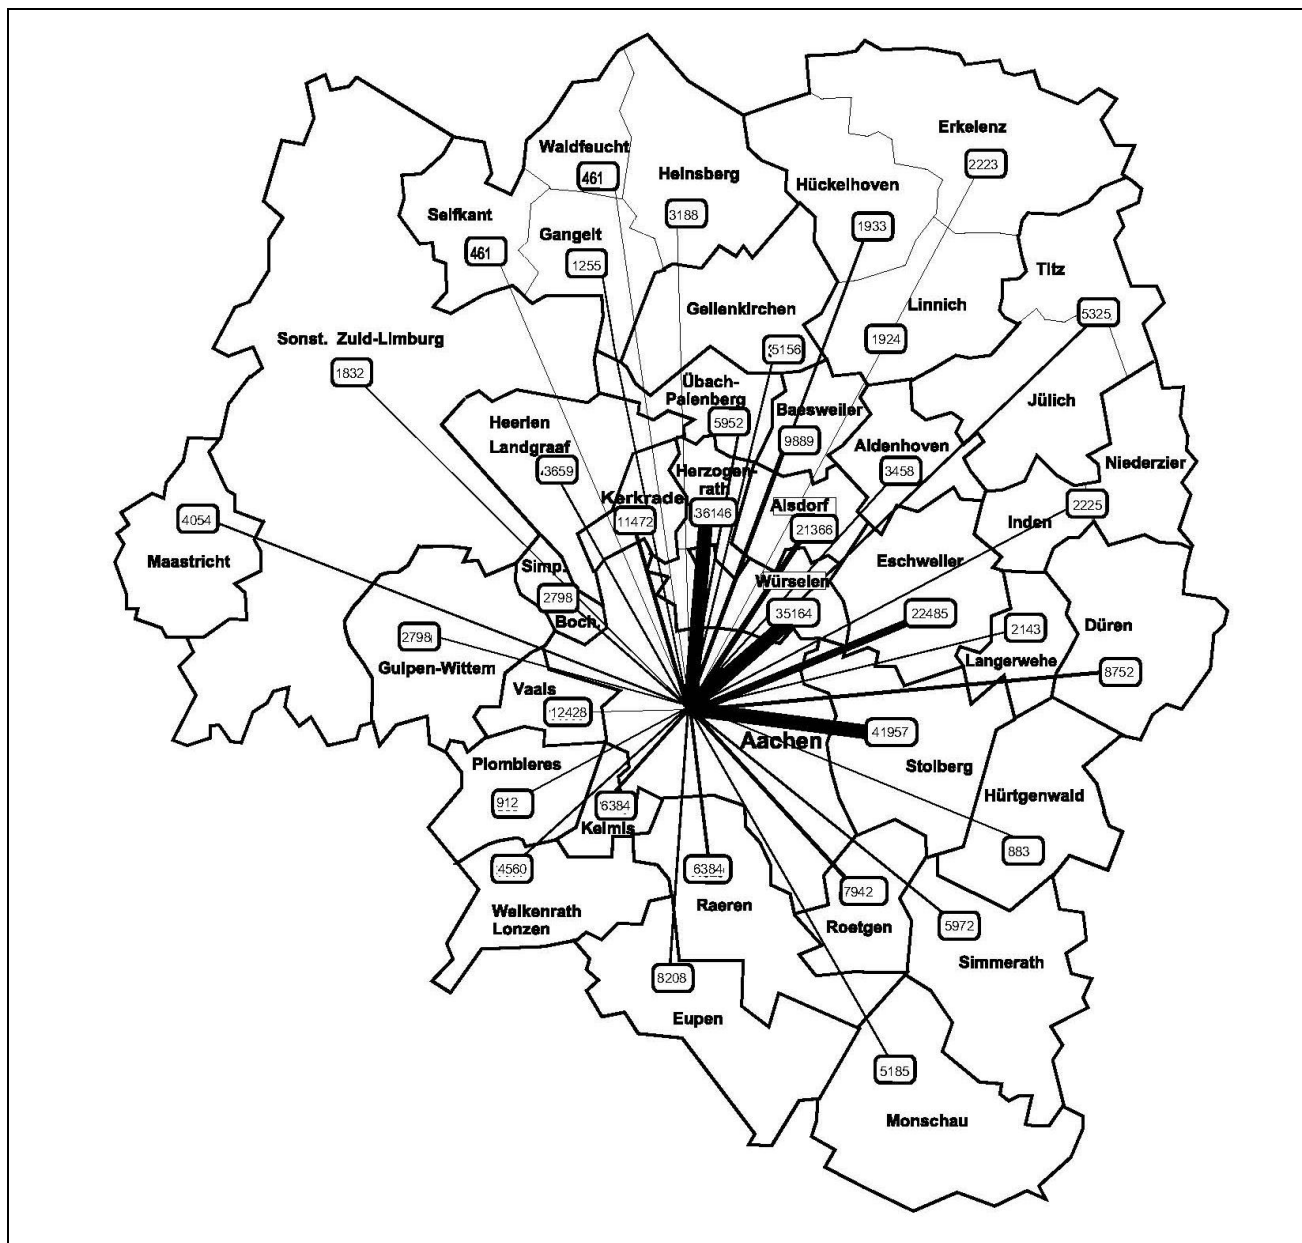 Erkelenz
2223
Waldfeucht
461
Heinsberg
3188
Hückelhoven
1933
Selfkant
461
Gangelt
1255
Titz
5325
Geilenkirchen
5156
Linnich
1924
Sonst. Zuid-Limburg
1832
Übach-
Palenberg
5952
Baesweiler
9889
Jülich
Heerlen
Landgraaf
3659
Aldenhoven
3458
Niederzier
Herzogen-
rath
36146
Kerkrade
11472
Alsdorf
21366
Inden
2225
4054
Maastricht
Eschweiler
22485
Simp.
2798
Boch.
Würselen
35164
2143
Langerwehe
Düren
8752
2798
Gulpen-Wittem
Vaals
12428
Aachen
41957
Stolberg
Plombieres
912
6384
Kelmis
Hürtgenwald
883
4560
Welkenrath
Lonzen
6384
Raeren
7942
Roetgen
5972
Simmerath
8208
Eupen
5185
Monschau